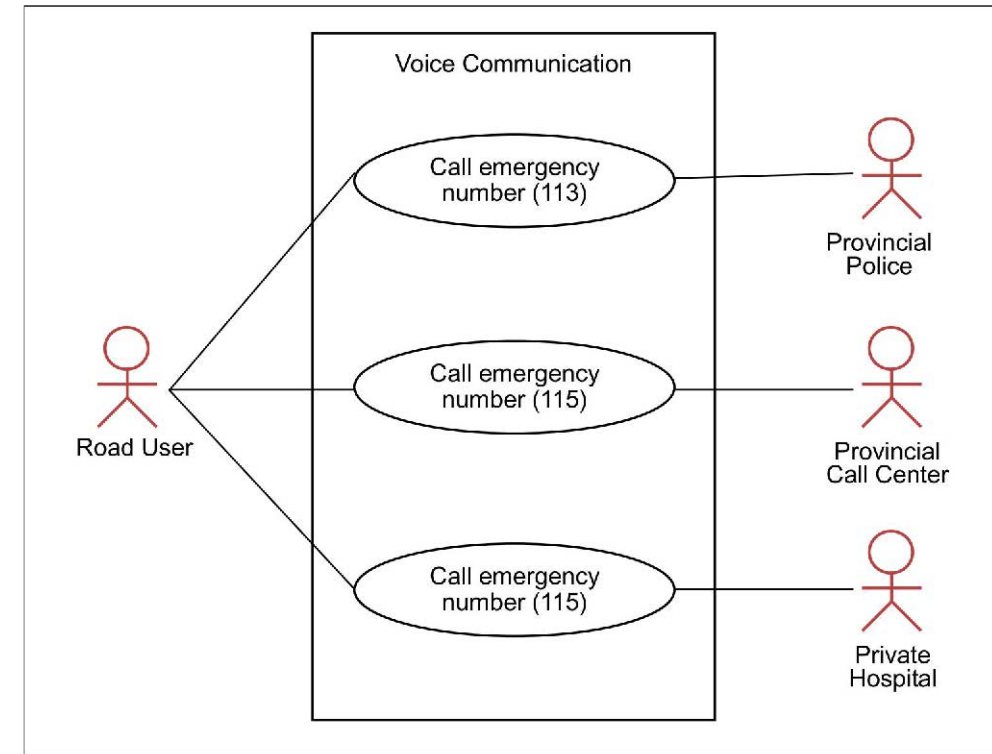 Voice Communication
Call emergency
number (113)
Provincial
Police
Call emergency
number (115)
Road User
Provincial
Call Center
Call emergency
number (115)
Private
Hospital